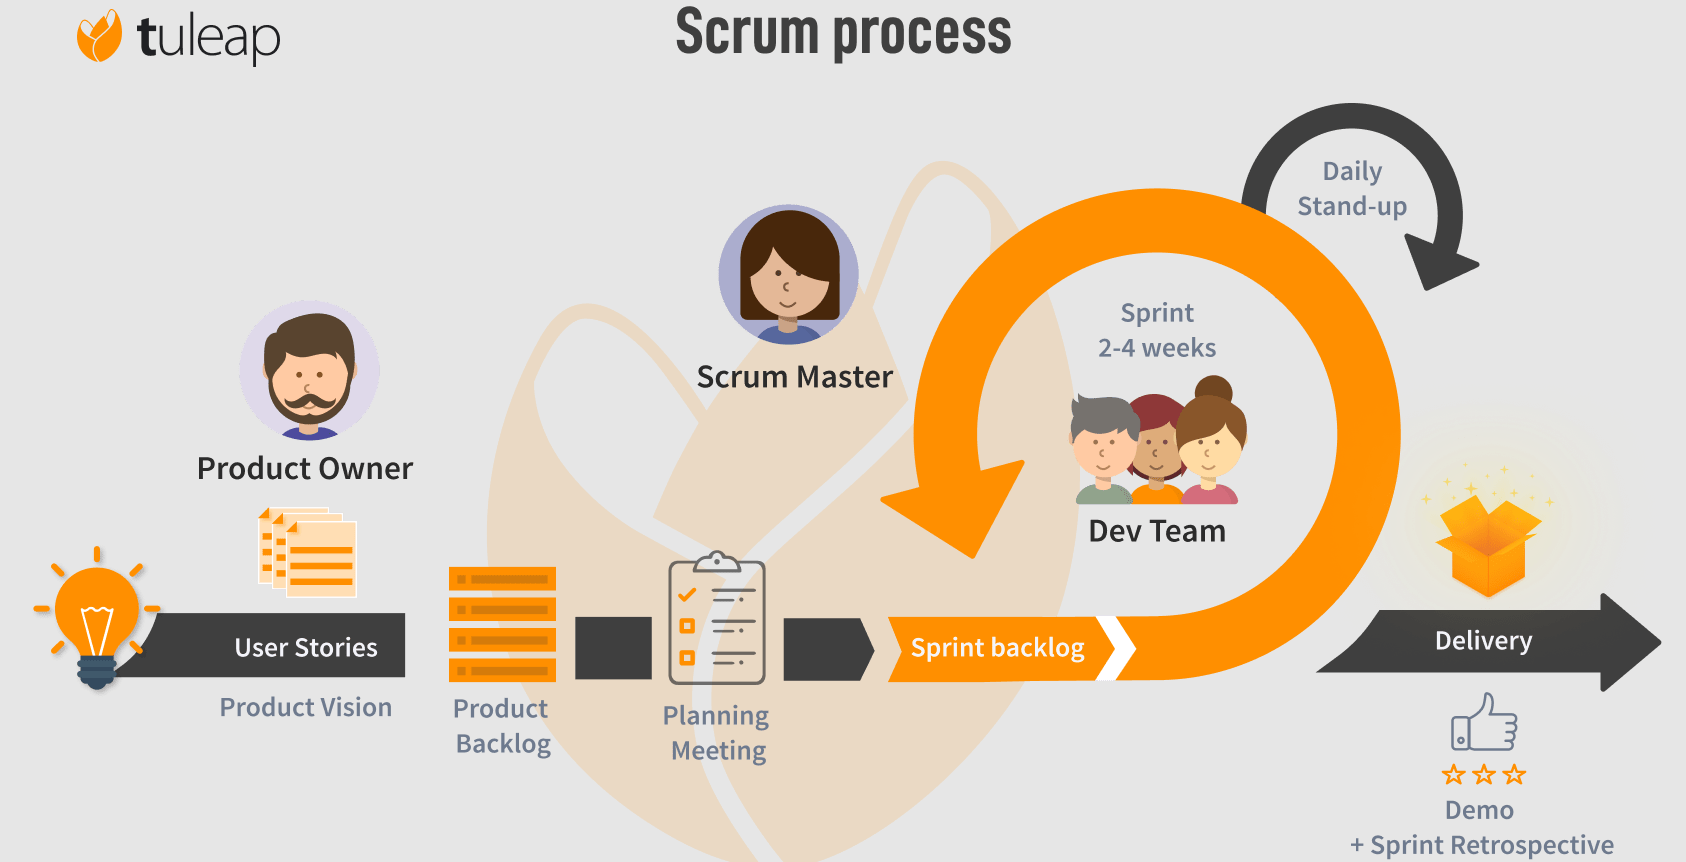 tuleap
Scrum process
Daily
Stand-up
Sprint
2-4 weeks
Scrum Master
Product Owner
Dev Team
User Stories
Sprint backlog
Delivery
Product Vision
Product
Backlog
Planning
Meeting
Demo
+ Sprint Retrospective